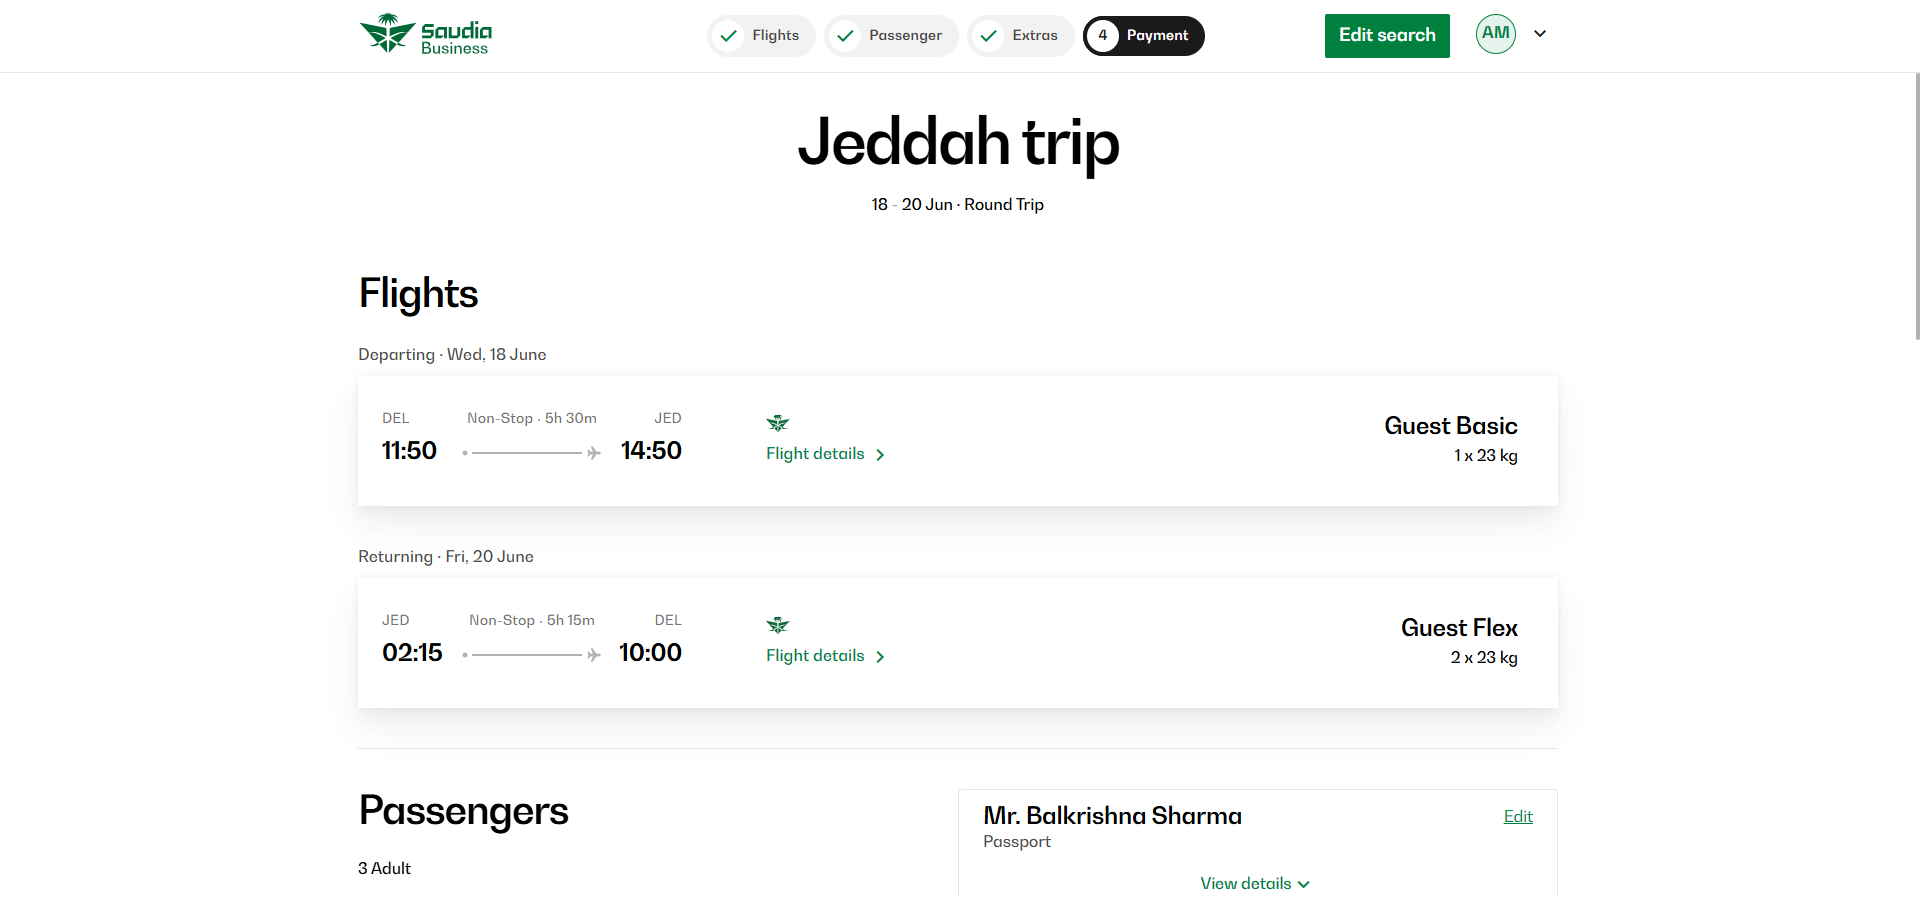 Saudia
Business
Flights
Passenger
Extras
4 Payment
Edit search
AM
Jeddah trip
18 - 20 Jun · Round Trip
Flights
Departing · Wed, 18 June
DEL Non-Stop · 5h 30m JED
11:50 14:50
Flight details
Guest Basic
1 x 23 kg
Returning · Fri, 20 June
JED Non-Stop · 5h 15m DEL
02:15 10:00
Flight details
Guest Flex
2 x 23 kg
Passengers
3 Adult
Mr. Balkrishna Sharma
Edit
Passport
View details